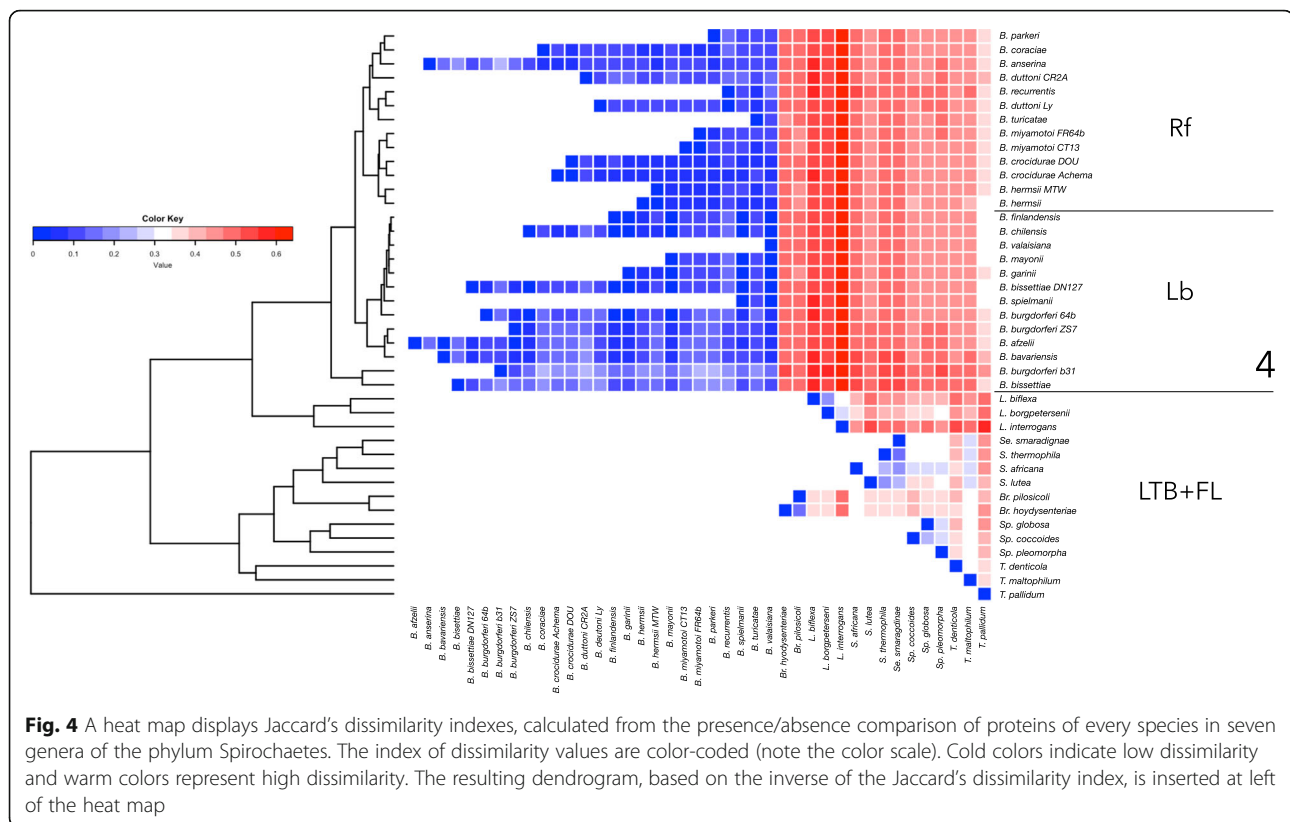 B. parkeri
B. coraciae
B. anserina
B. duttoni CR2A
B. recurrentis
B. duttoni Ly
B. turicatae
B. miyamotoi FR64b
B. miyamotoi CT13
B. crocidurae DOU
B. crocidurae Achema
B. hermsii MTW
B. hermsii
Rf
Color Key
0 0.1 0.2 0.3 0.4 0.5 0.6
Value
B. finlandensis
B. chilensis
B. valaisiana
B. mayonii
B. garinii
B. bissettiae DN127
B. spielmanii
B. burgdorferi 64b
B. burgdorferi ZS7
B. afzelii
B. bavariensis
B. burgdorferi b31
B. bissettiae
Lb
4
L. biflexa
L. borgpetersenii
L. interrogans
Se. smaradignae
S. thermophila
S. africana
S. lutea
Br. pilosicoli
Br. hoydysenteriae
Sp. globosa
Sp. coccoides
Sp. pleomorpha
T. denticola
T. maltophilum
T. pallidum
LTB+FL
B. afzelii
B. anserina
B. bavariensis
B. bisettiae
B. bissettiae DN127
B. burgdorferi 64b
B. burgdorferi b31
B. burgdorferi ZS7
B. chilensis
B. coraciae
B. crocidurae Achema
B. crocidurae DOU
B. duttoni CR2A
B. deutoni Ly
B. finlandensis
B. garinii
B. hermsii
B. hermsii MTW
B. mayonii
B. miyamotoi CT13
B. miyamotoi FR64b
B. parkeri
B. recurrentis
B. spielmanii
B. turicatae
B. valaisiana
Br. hyodysenteriae
Br. pilosicoli
L. biflexa
L. borgpeterseni
L. interrogans
S. africana
S. lutea
S. thermophila
Se. smaragdinae
Sp. coccoides
Sp. globosa
Sp. pleomorpha
T. denticola
T. maltophilum
T. pallidum
Fig. 4 A heat map displays Jaccard's dissimilarity indexes, calculated from the presence/absence comparison of proteins of every species in seven
genera of the phylum Spirochaetes. The index of dissimilarity values are color-coded (note the color scale). Cold colors indicate low dissimilarity
and warm colors represent high dissimilarity. The resulting dendrogram, based on the inverse of the Jaccard's dissimilarity index, is inserted at left
of the heat map